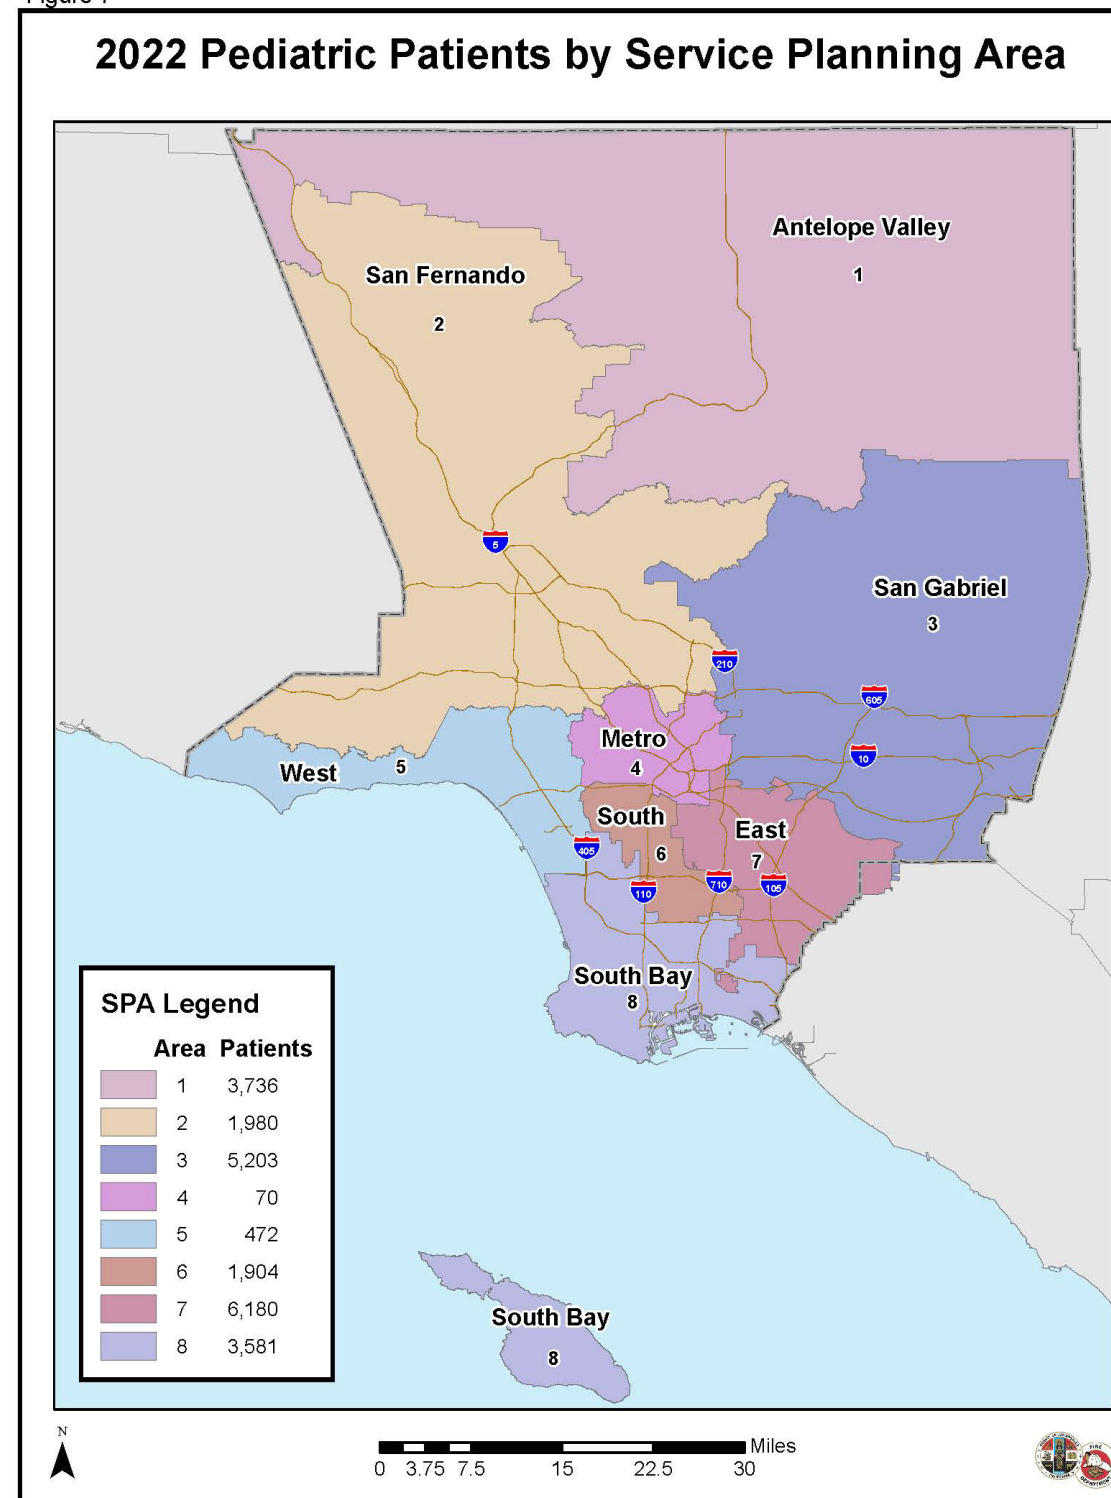 2022 Pediatric Patients by Service Planning Area
Antelope Valley
1
San Fernando
2
5
San Gabriel
3
210
605
Metro
4
10
West 5
South
6
East
7
405
110
710
105
South Bay
8
SPA Legend
Area Patients
1 3,736
2 1,980
3 5,203
4 70
5 472
6 1,904
7 6,180
8 3,581
South Bay
8
N
Miles
0 3.75 7.5 15 22.5 30